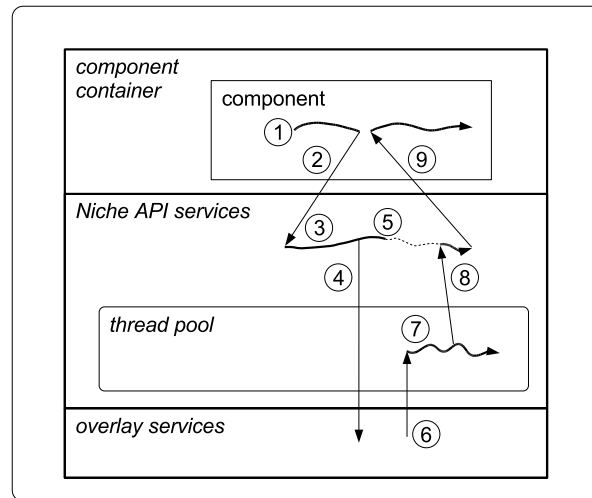 component
container
component
1
2
9
Niche API services
3
5
4
8
thread pool
7
overlay services
6